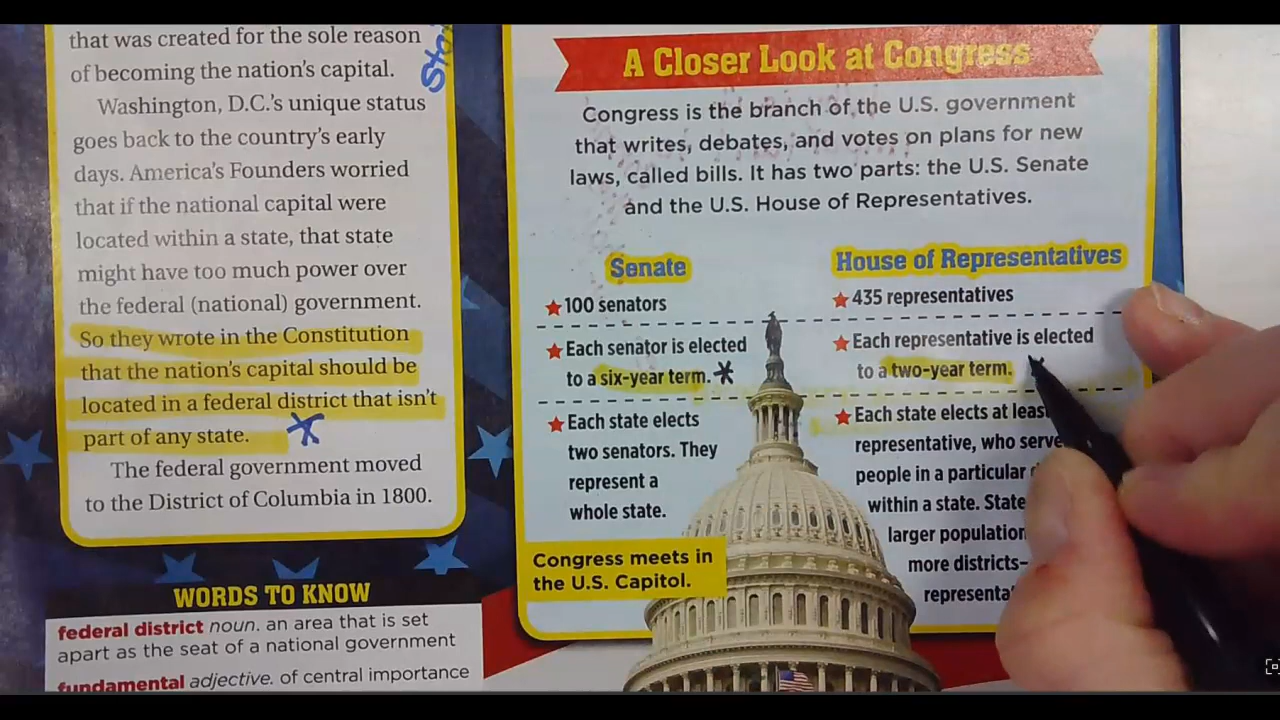 that was created for the sole reason
of becoming the nation's capital.
Washington, D.C.'s unique status
goes back to the country's early
days. America's Founders worried
that if the national capital were
located within a state, that state
might have too much power over
the federal (national) government.
So they wrote in the Constitution
that the nation's capital should be
located in a federal district that isn't
part of any state.
The federal government moved
to the District of Columbia in 1800.
WORDS TO KNOW
federal district noun. an area that is set
apart as the seat of a national government
fundamental adjective. of central importance
A Closer Look at Congress
Congress is the branch of the U.S. government
that writes, debates, and votes on plans for new
laws, called bills. It has two parts: the U.S. Senate
and the U.S. House of Representatives.
Senate
100 senators
Each senator is elected
to a six-year term.
Each state elects
two senators. They
represent a
whole state.
Congress meets in
the U.S. Capitol.
House of Representatives
435 representatives
Each representative is elected
to a two-year term.
Each state elects at leas
representative, who serve
people in a particular
within a state. State
larger population
more districts–
representa